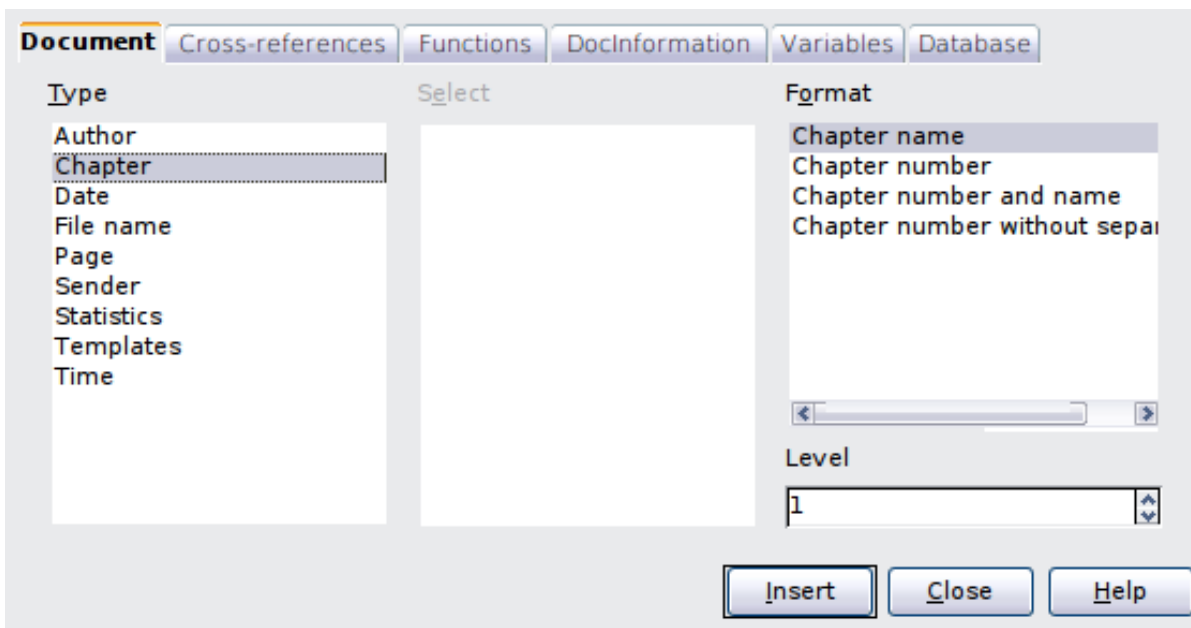 Document Cross-references Functions DocInformation Variables Database
Type Select Format
Author
Chapter
Date
File name
Page
Sender
Statistics
Templates
Time
Chapter name
Chapter number
Chapter number and name
Chapter number without separ
Level
1
Insert Close Help